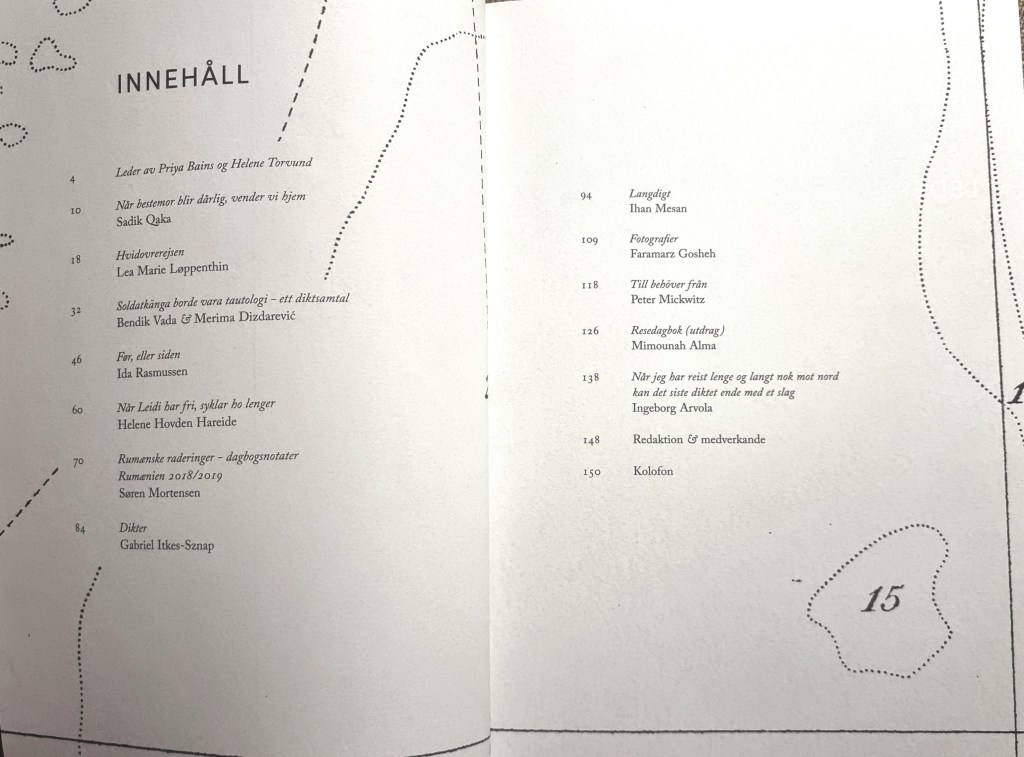 INNEHÅLL
4 Leder av Priya Bains og Helene Torvund
10 Når bestemor blir dårlig, vender vi hjem
Sadik Qaka
18 Hvidovrerejsen
Lea Marie Løppenthin
32 Soldatkänga borde vara tautologi – ett diktsamtal
Bendik Vada & Merima Dizdarević
46 Før, eller siden
Ida Rasmussen
60 Når Leidi har fri, syklar ho lenger
Helene Hovden Hareide
70 Rumænske raderinger – dagbogsnotater
Rumænien 2018/2019
Søren Mortensen
84 Dikter
Gabriel Itkes-Sznap
94 Langdigt
Ihan Mesan
109 Fotografier
Faramarz Gosheh
118 Till behöver från
Peter Mickwitz
126 Resedagbok (utdrag)
Mimounah Alma
138 Når jeg har reist lenge og langt nok mot nord
kan det siste diktet ende med et slag
Ingeborg Arvola
148 Redaktion & medverkande
150 Kolofon
15